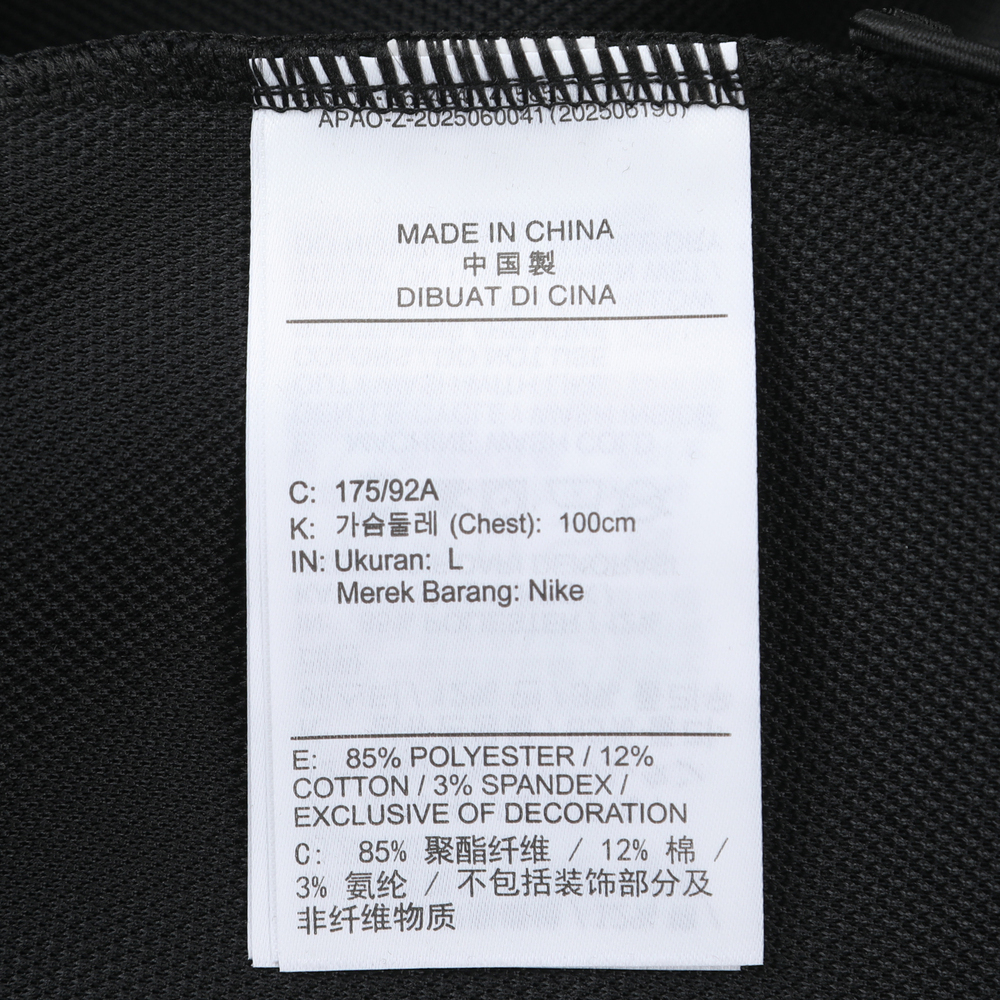 APAO-Z-2025060041(202506190)
MADE IN CHINA
中国製
DIBUAT DI CINA
C: 175/92A
K: 가슴둘레 (Chest): 100cm
IN: Ukuran: L
Merek Barang: Nike
E: 85% POLYESTER / 12%
COTTON / 3% SPANDEX /
EXCLUSIVE OF DECORATION
C: 85% 聚酯纤维 / 12% 棉 /
3% 氨纶 / 不包括装饰部分及
非纤维物质